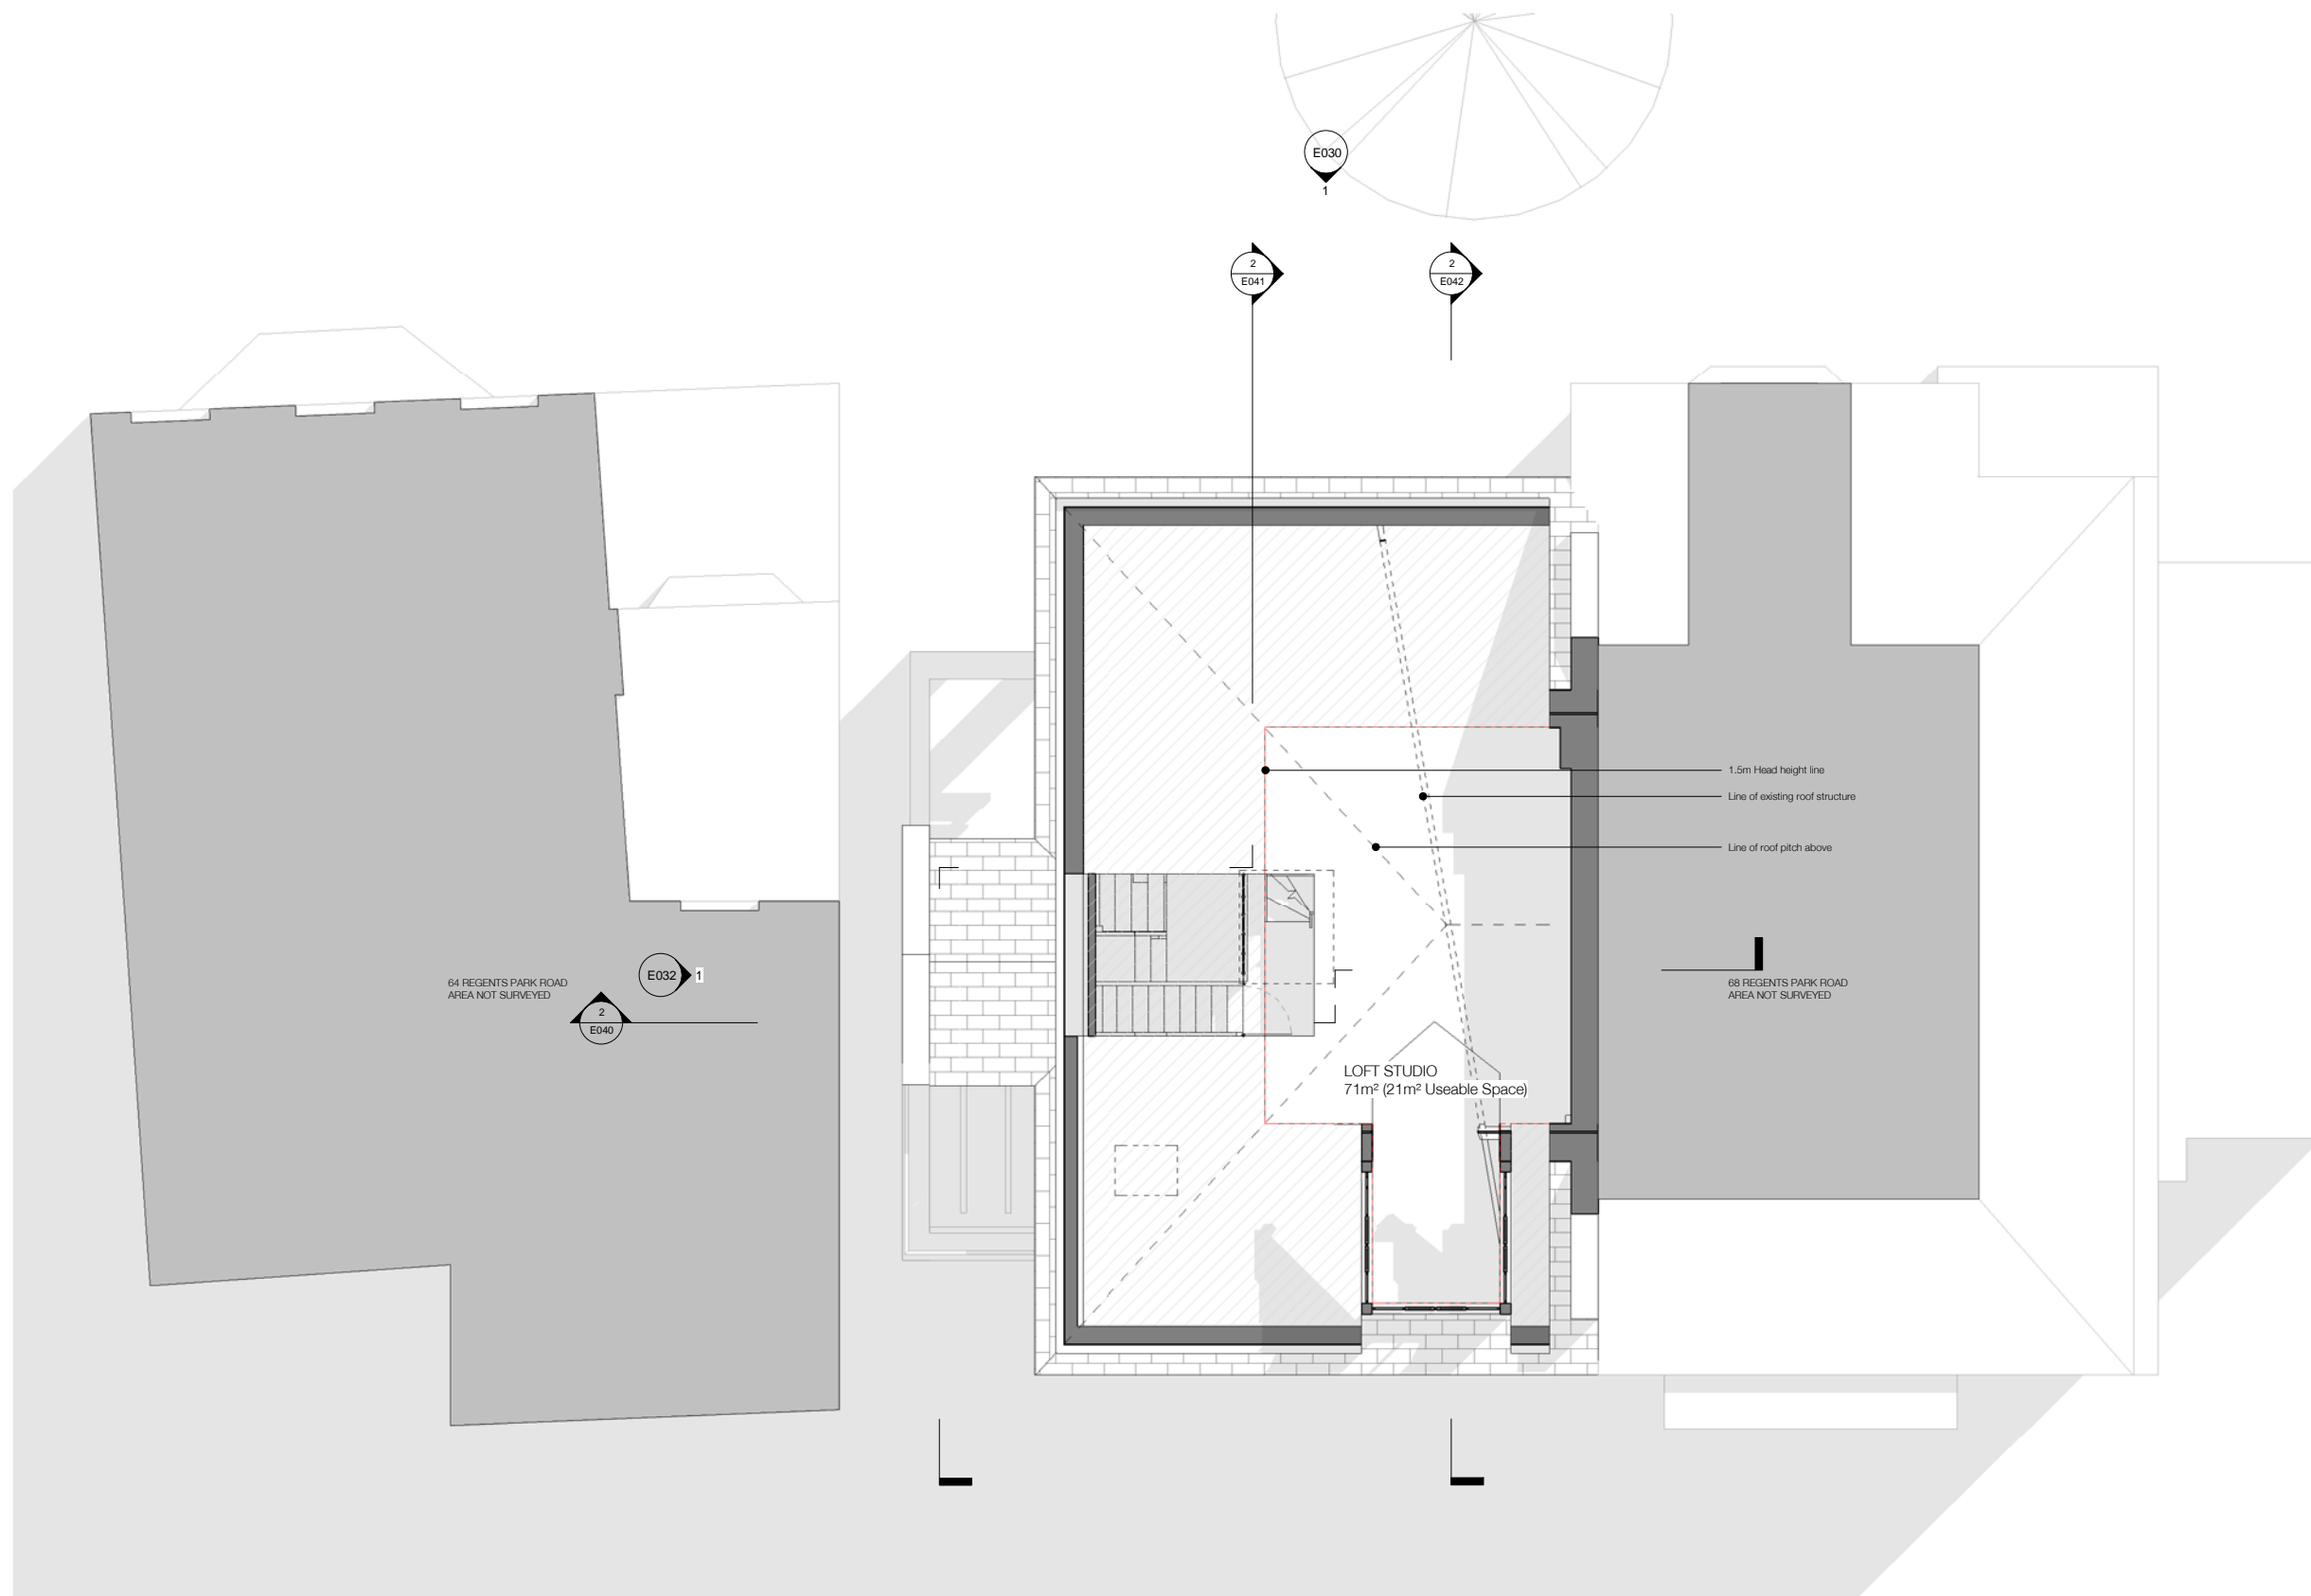 E030
1
2
E041
2
E042
1.5m Head height line
Line of existing roof structure
Line of roof pitch above
E032
1
64 REGENTS PARK ROAD
AREA NOT SURVEYED
2
E040
68 REGENTS PARK ROAD
AREA NOT SURVEYED
LOFT STUDIO
71m² (21m² Useable Space)